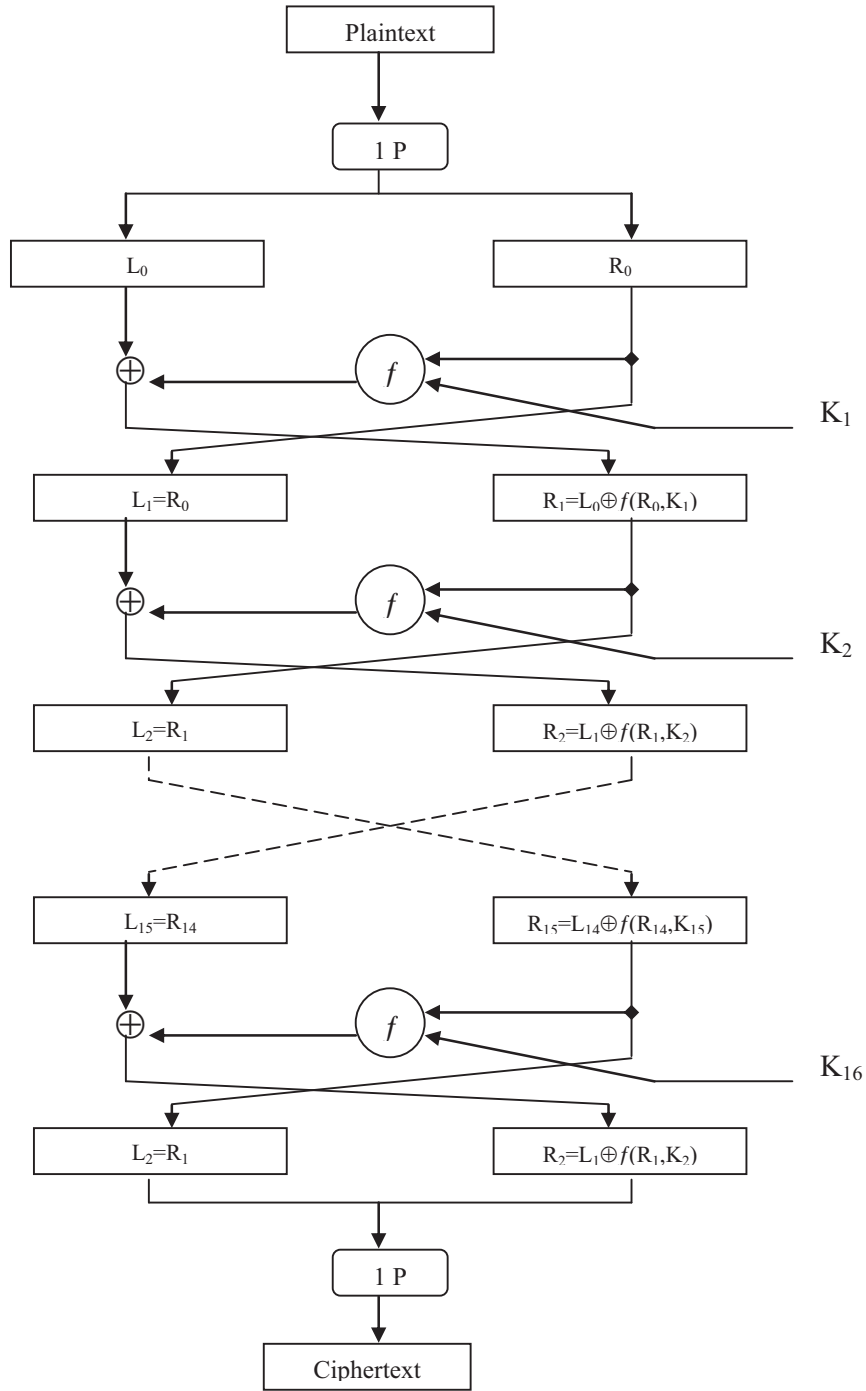 Plaintext
1 P
L₀ R₀
⊕ f
K₁
L₁=R₀ R₁=L₀⊕f(R₀,K₁)
⊕ f
K₂
L₂=R₁ R₂=L₁⊕f(R₁,K₂)
L₁₅=R₁₄ R₁₅=L₁₄⊕f(R₁₄,K₁₅)
⊕ f
K₁₆
L₂=R₁ R₂=L₁⊕f(R₁,K₂)
1 P
Ciphertext